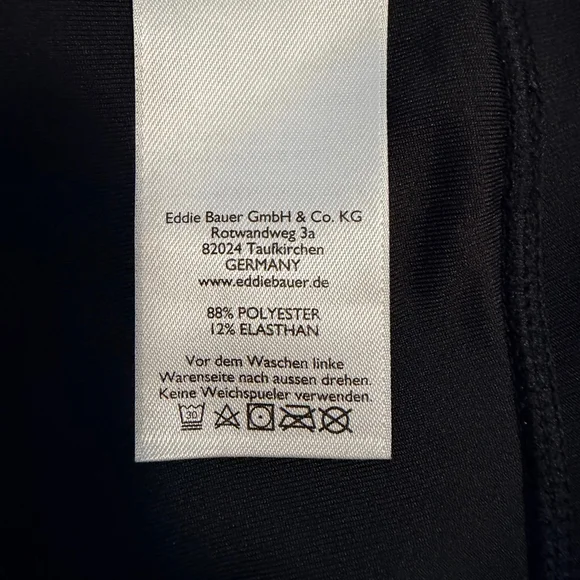 Eddie Bauer GmbH & Co. KG
Rotwandweg 3a
82024 Taufkirchen
GERMANY
www.eddiebauer.de
88% POLYESTER
12% ELASTHAN
Vor dem Waschen linke
Warenseite nach aussen drehen.
Keine Weichspueler verwenden.
30